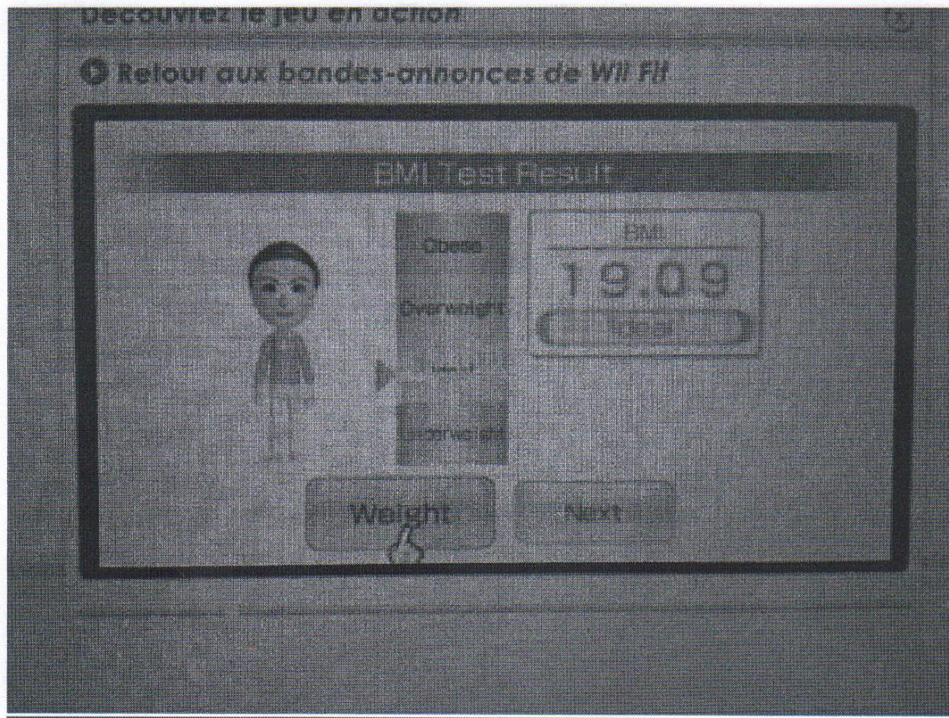 Découvrez le jeu en action
Retour aux bandes-annonces de Wii Fit
BMI Test Result
Obese
Overweight
Underweight
BMI
19.09
Ideal
Weight
Next